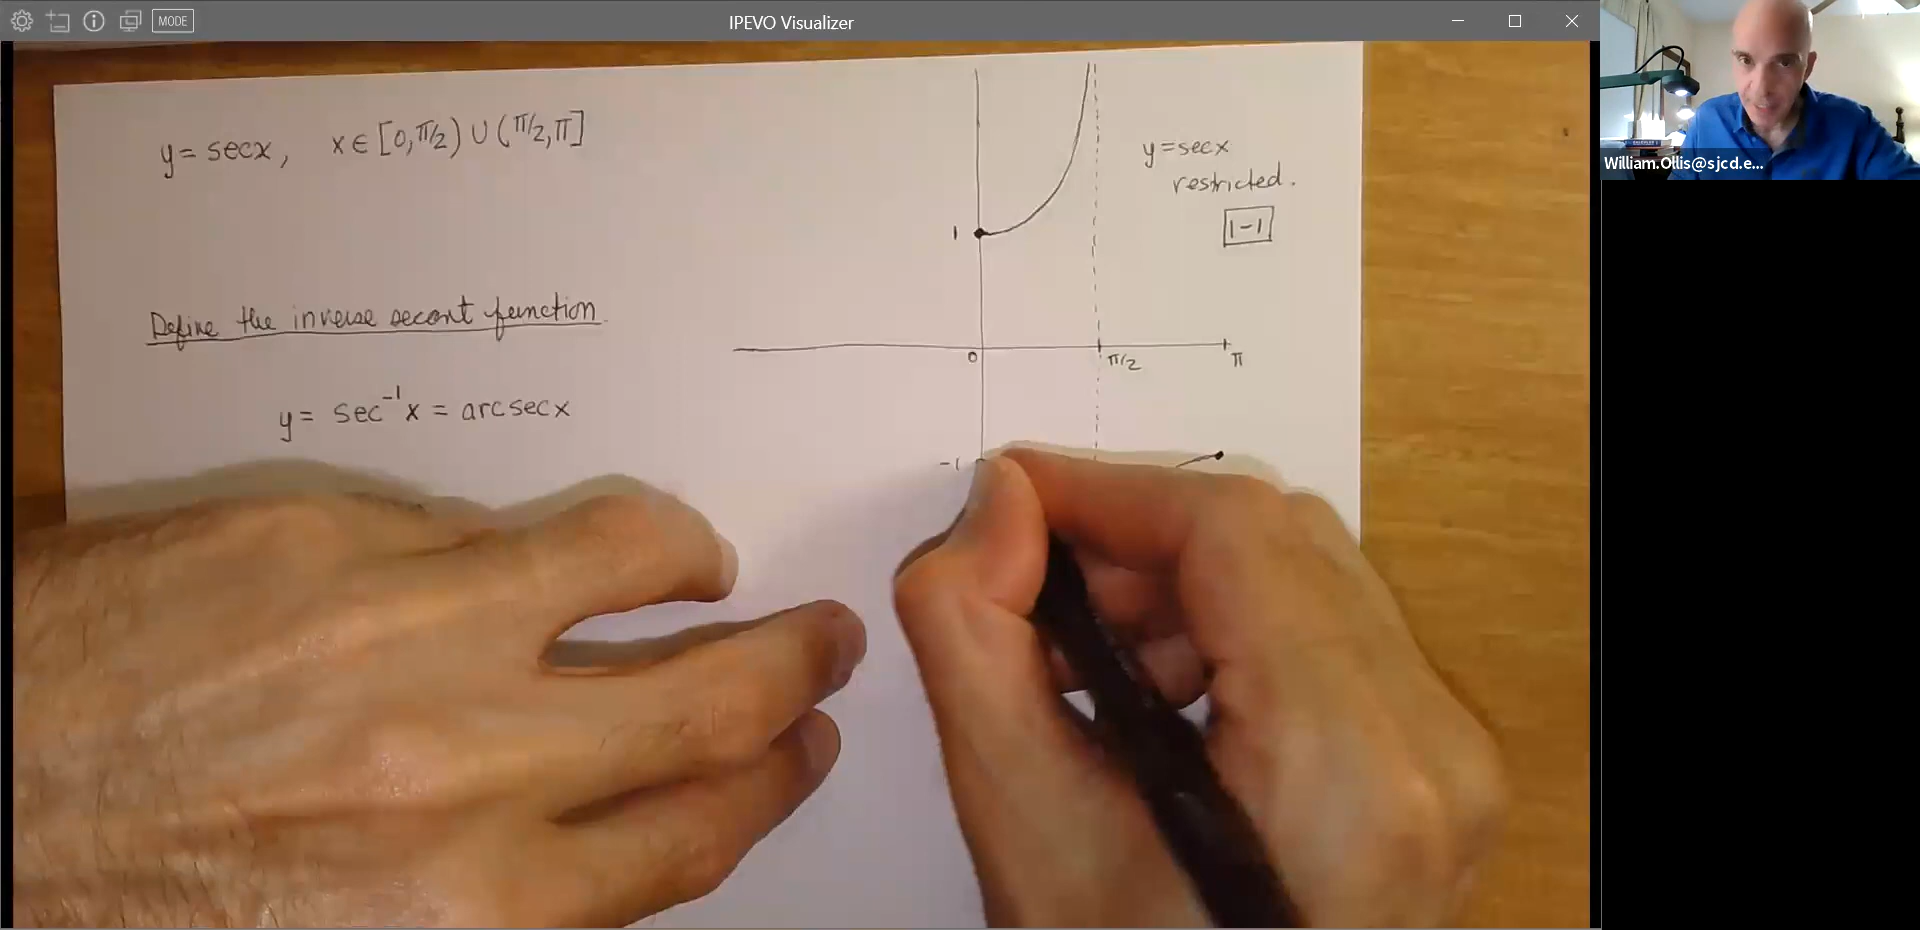 MODE
IPEVO Visualizer
y = secx, x ∈ [0, π/2) ∪ (π/2, π]
y = secx
restricted.
1-1
1
Define the inverse secant function.
0
π/2
π
y = sec⁻¹x = arcsecx
-1
William.Ollis@sjcd.e...